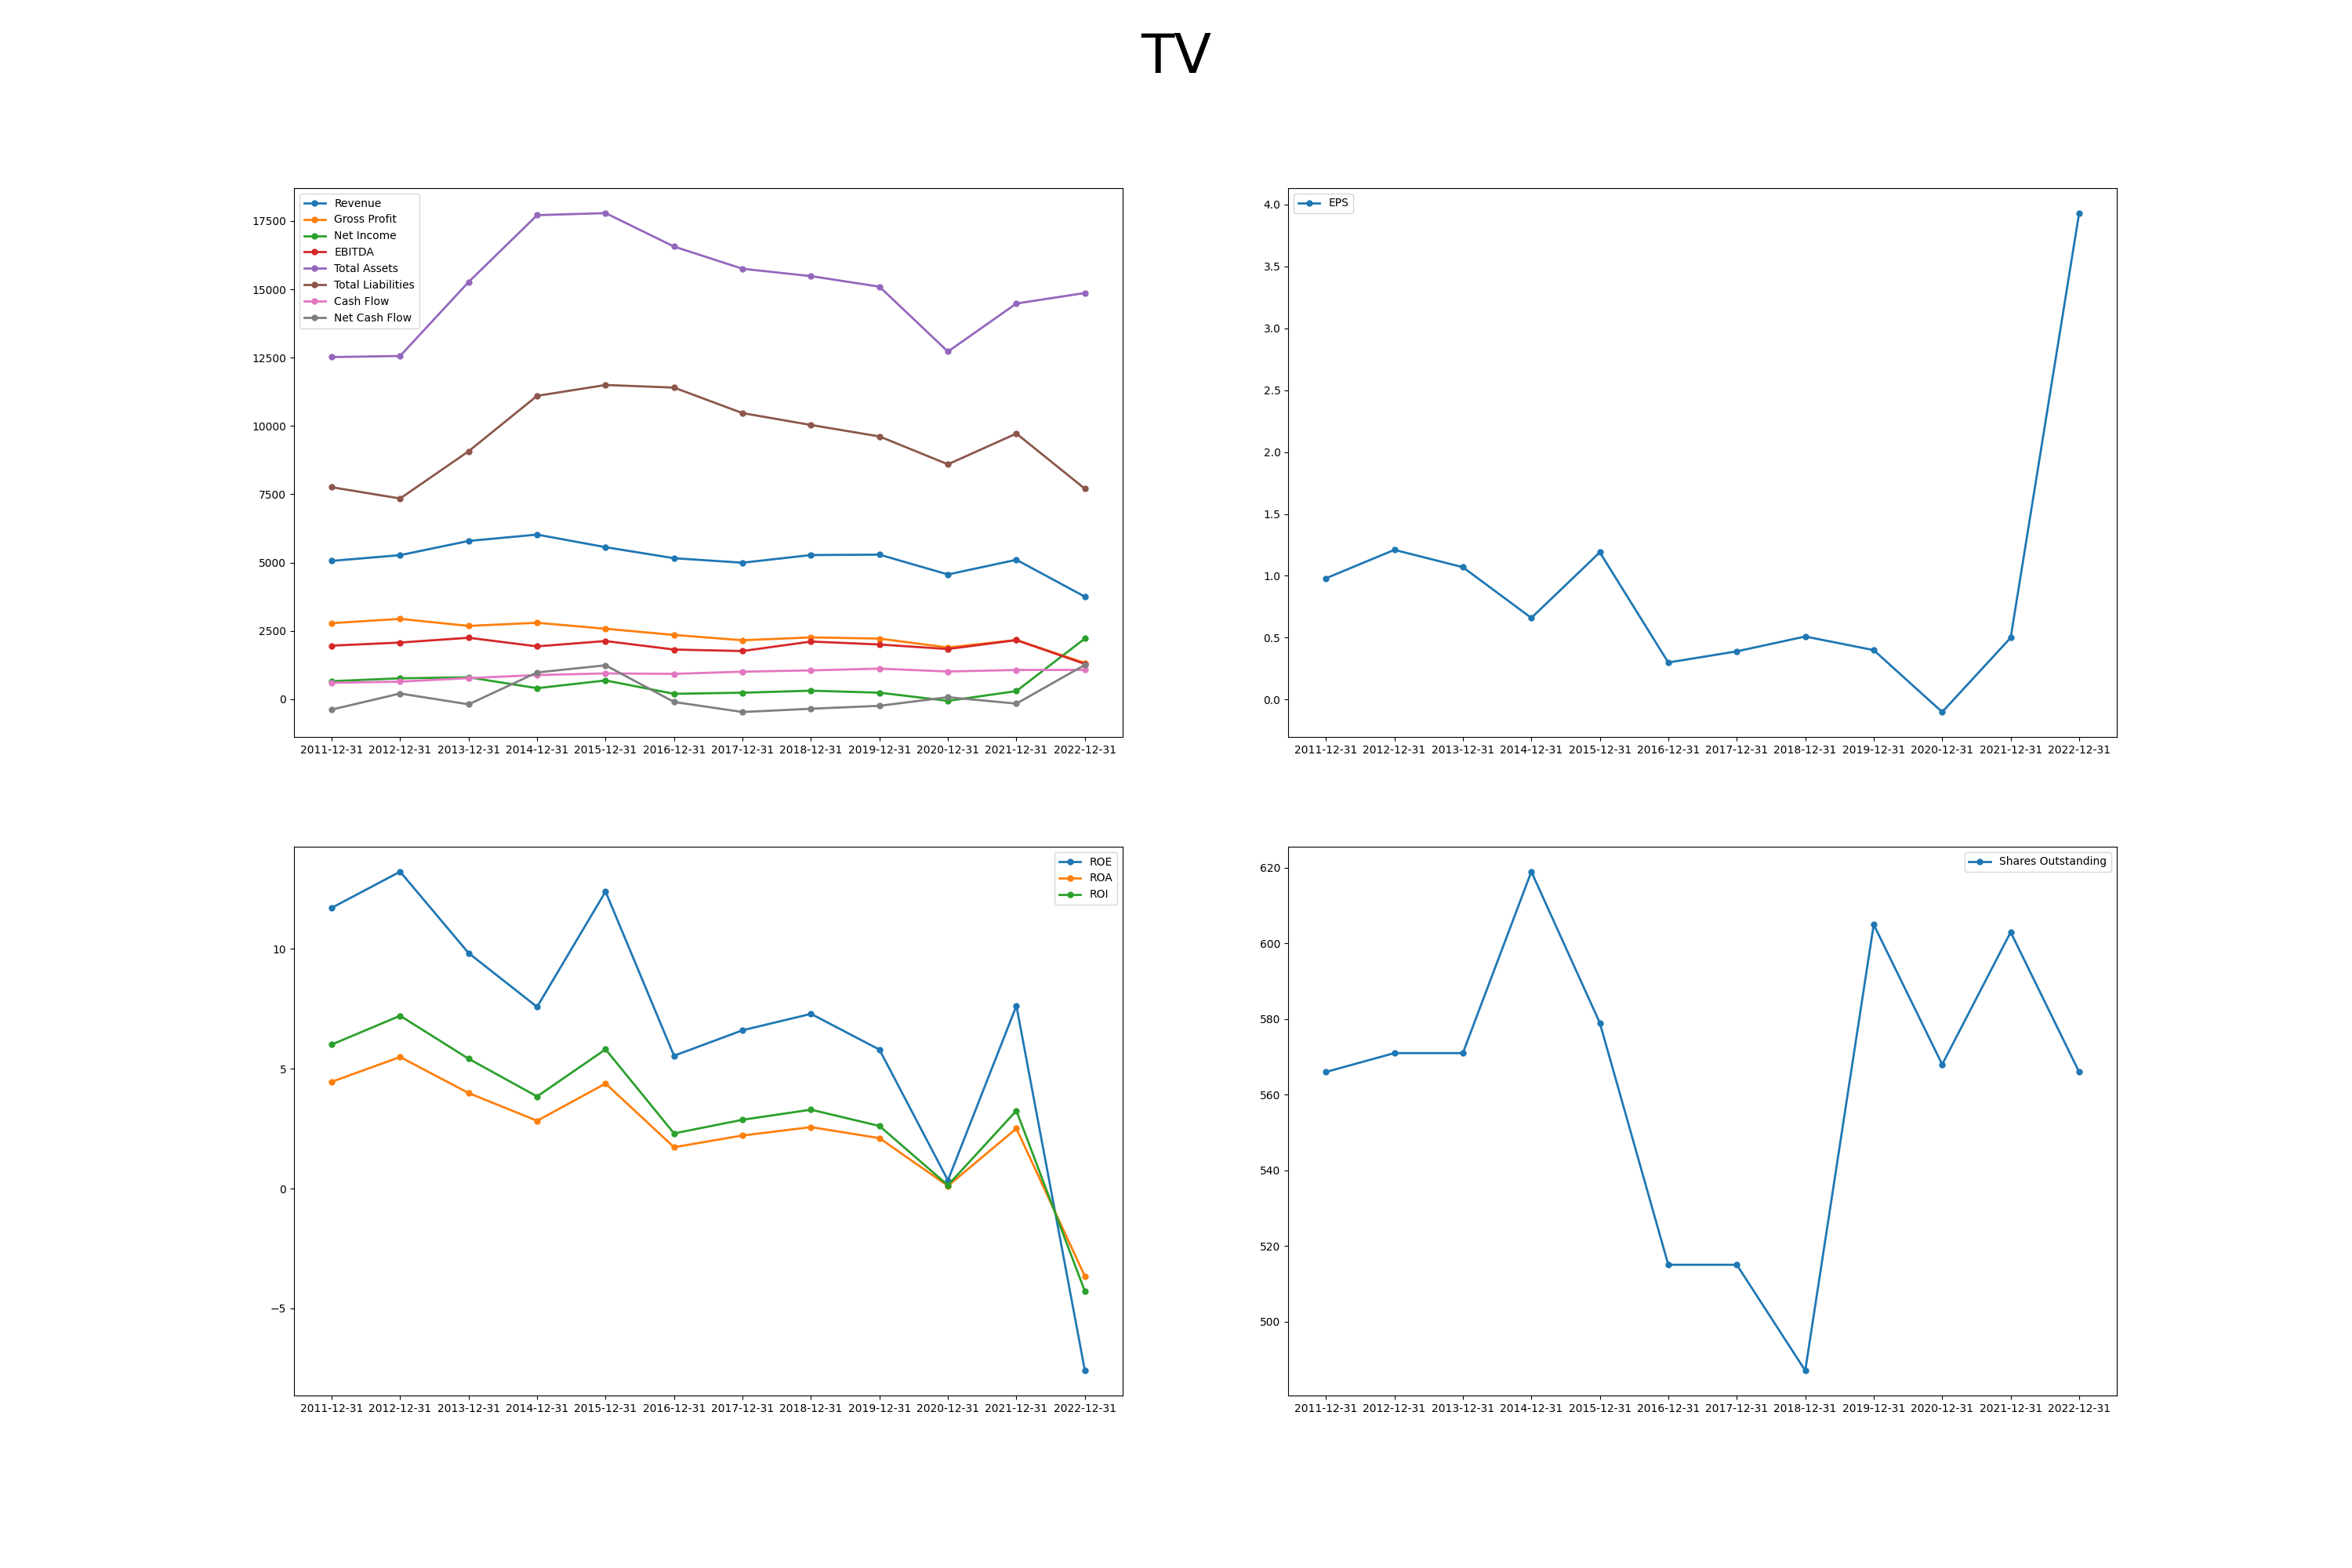 TV
Revenue
Gross Profit
Net Income
EBITDA
Total Assets
Total Liabilities
Cash Flow
Net Cash Flow
17500
15000
12500
10000
7500
5000
2500
0
2011-12-31 2012-12-31 2013-12-31 2014-12-31 2015-12-31 2016-12-31 2017-12-31 2018-12-31 2019-12-31 2020-12-31 2021-12-31 2022-12-31
EPS
4.0
3.5
3.0
2.5
2.0
1.5
1.0
0.5
0.0
2011-12-31 2012-12-31 2013-12-31 2014-12-31 2015-12-31 2016-12-31 2017-12-31 2018-12-31 2019-12-31 2020-12-31 2021-12-31 2022-12-31
ROE
ROA
ROI
10
5
0
−5
2011-12-31 2012-12-31 2013-12-31 2014-12-31 2015-12-31 2016-12-31 2017-12-31 2018-12-31 2019-12-31 2020-12-31 2021-12-31 2022-12-31
Shares Outstanding
620
600
580
560
540
520
500
2011-12-31 2012-12-31 2013-12-31 2014-12-31 2015-12-31 2016-12-31 2017-12-31 2018-12-31 2019-12-31 2020-12-31 2021-12-31 2022-12-31